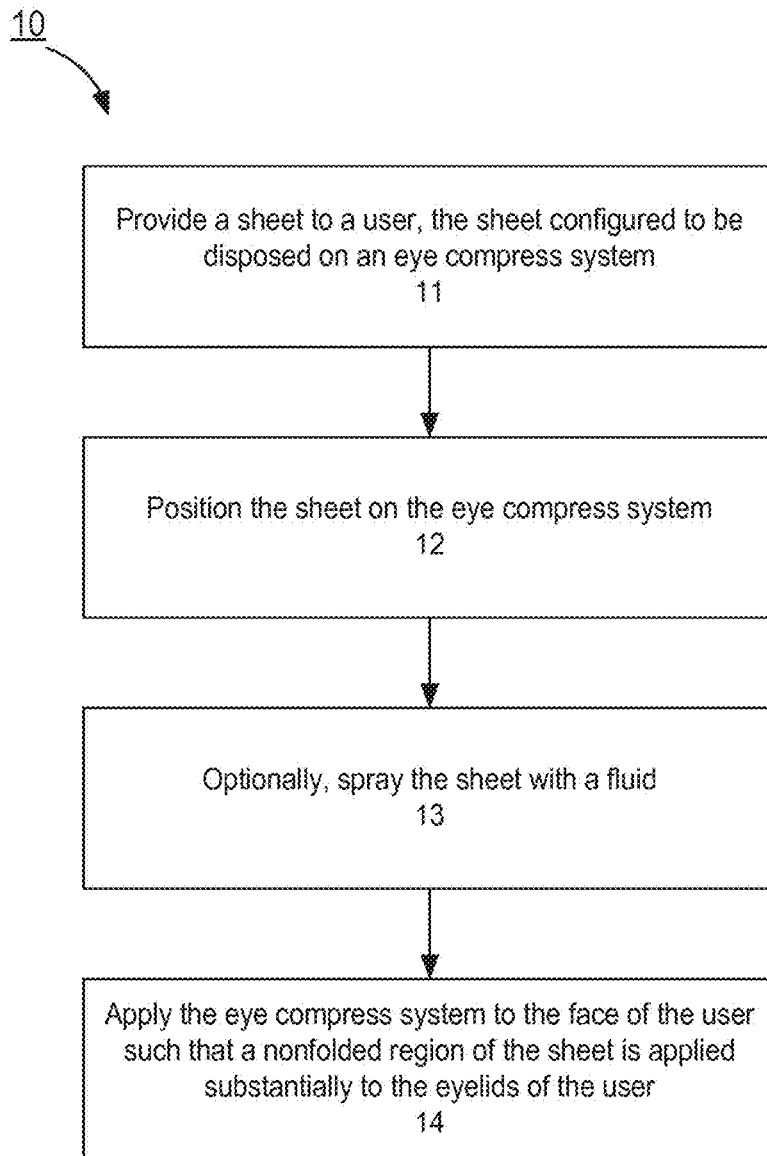 10
Provide a sheet to a user, the sheet configured to be
disposed on an eye compress system
11
Position the sheet on the eye compress system
12
Optionally, spray the sheet with a fluid
13
Apply the eye compress system to the face of the user
such that a nonfolded region of the sheet is applied
substantially to the eyelids of the user
14